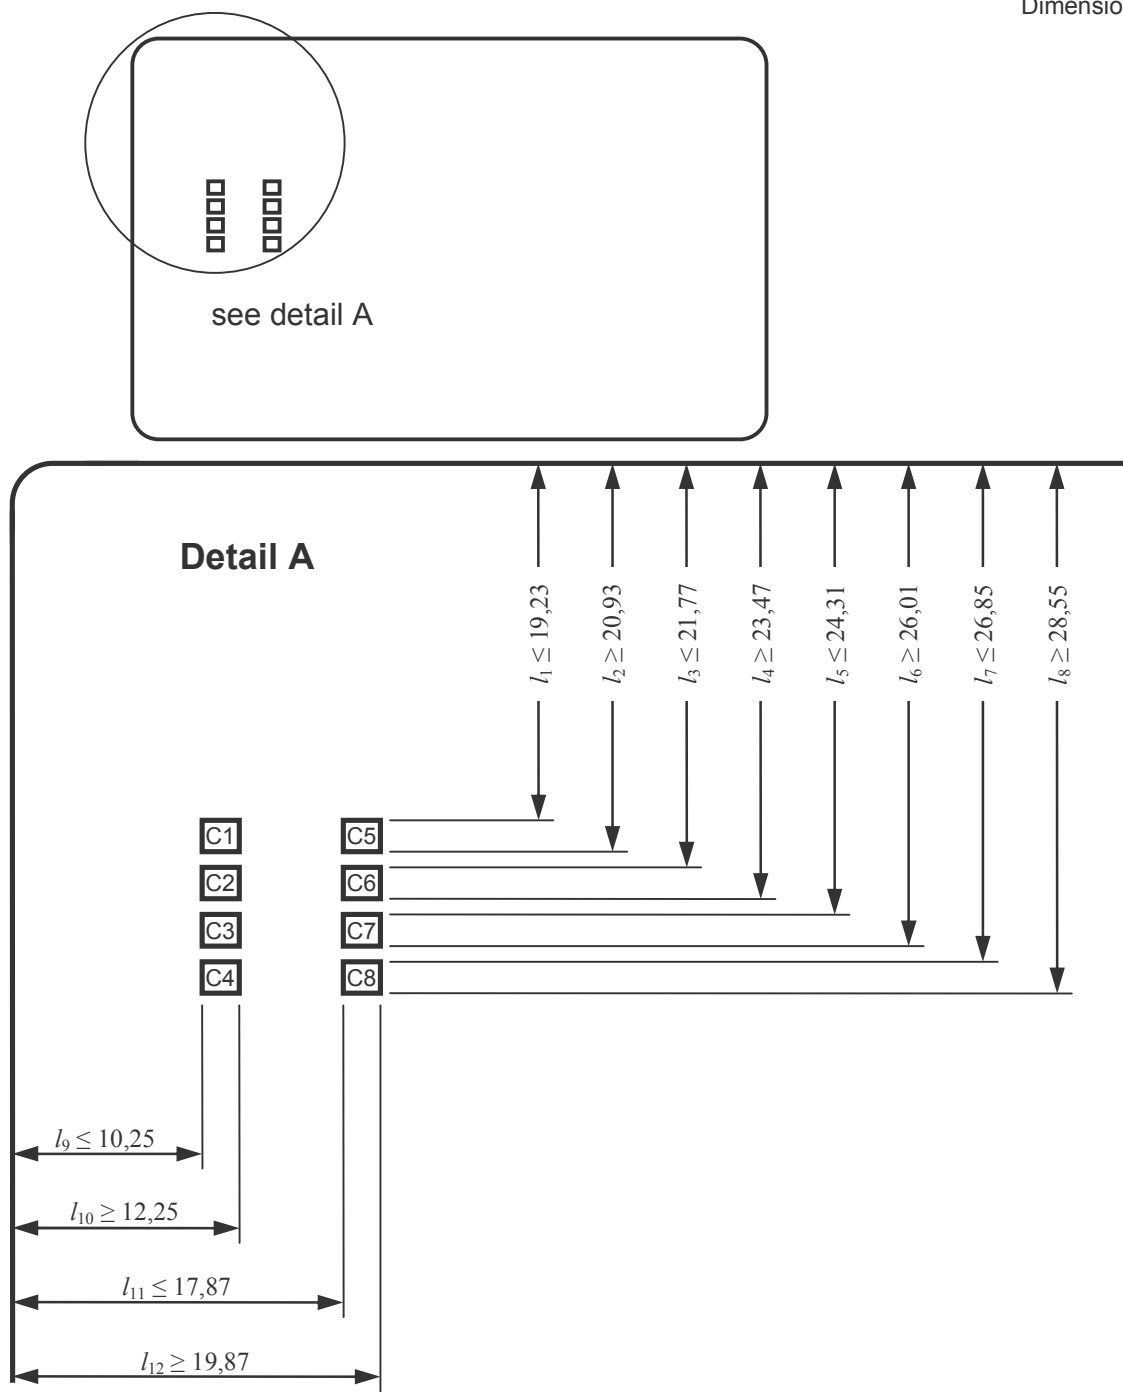 Dimensio
see detail A
Detail A
l1 ≤ 19,23
l2 ≥ 20,93
l3 ≤ 21,77
l4 ≥ 23,47
l5 ≤ 24,31
l6 ≥ 26,01
l7 ≤ 26,85
l8 ≥ 28,55
C1 C5
C2 C6
C3 C7
C4 C8
l9 ≤ 10,25
l10 ≥ 12,25
l11 ≤ 17,87
l12 ≥ 19,87